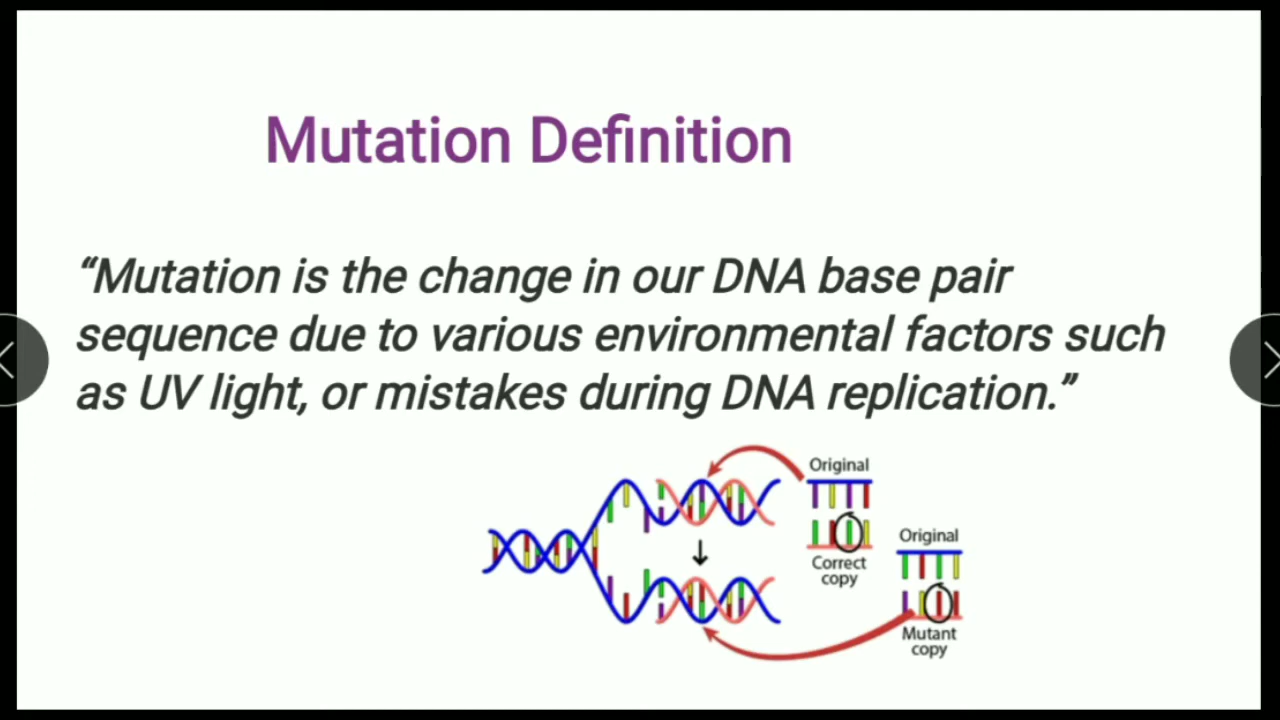 Mutation Definition
“Mutation is the change in our DNA base pair
sequence due to various environmental factors such
as UV light, or mistakes during DNA replication.”
Original
Correct
copy
Original
Mutant
copy